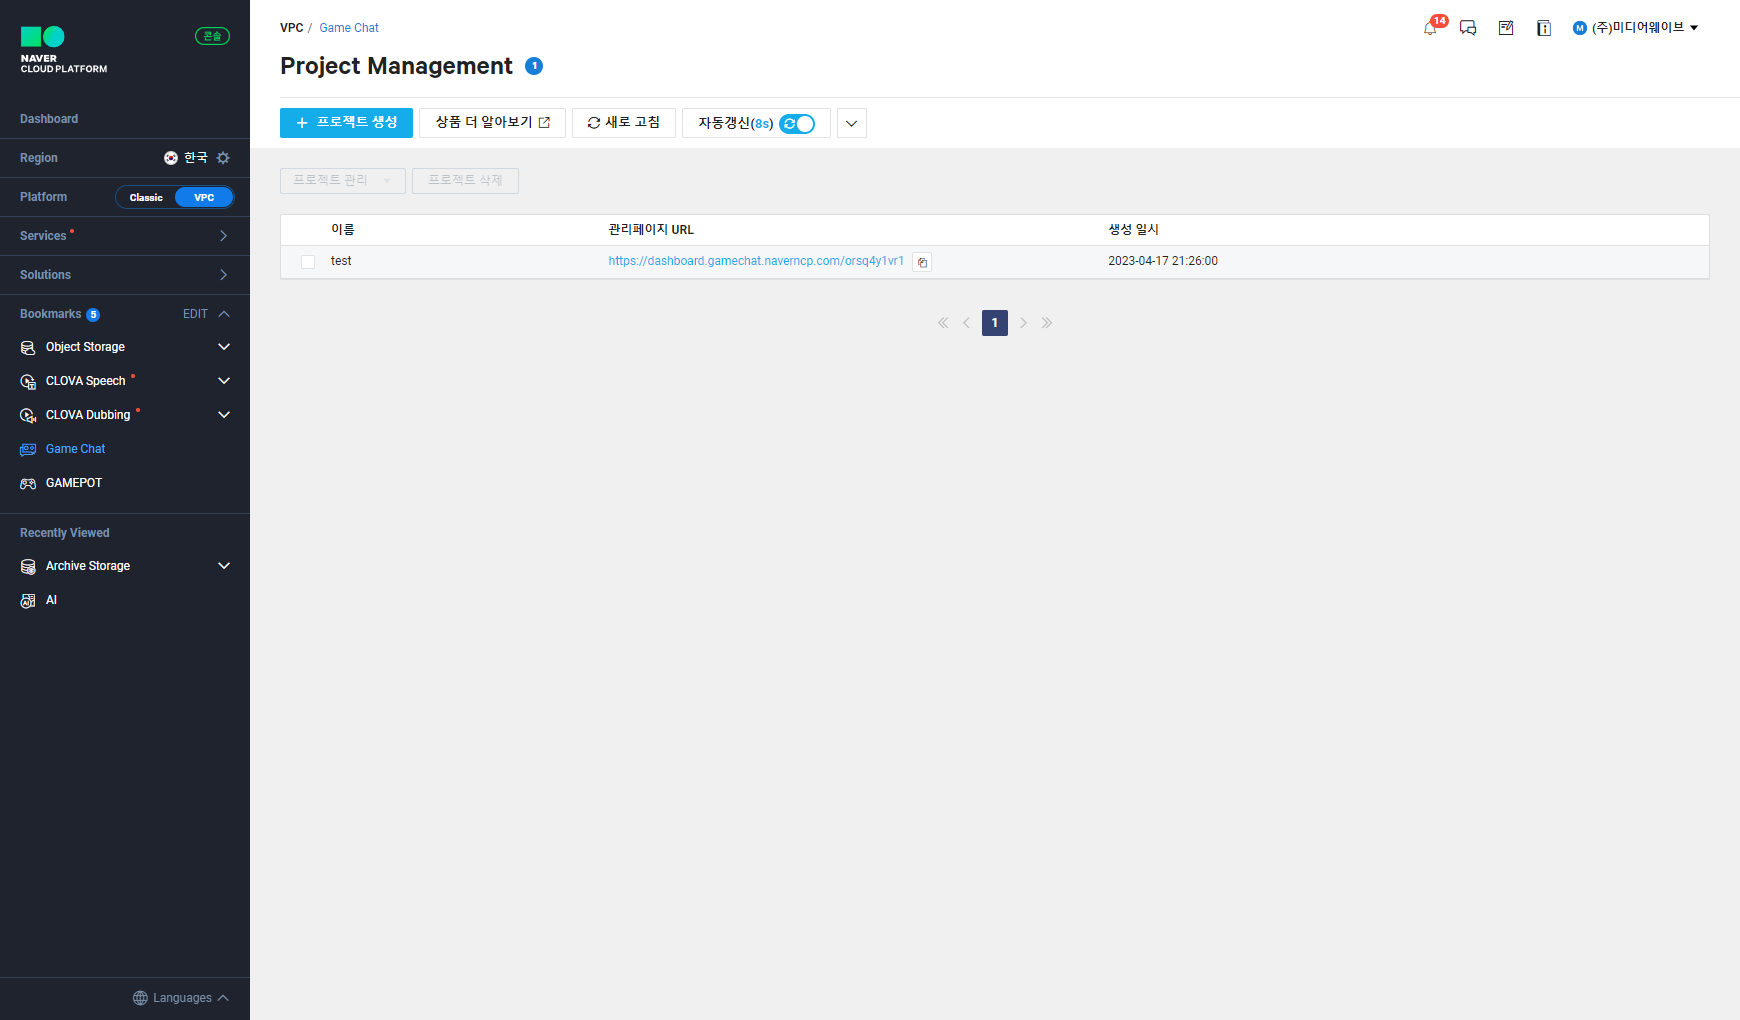 NAVER
CLOUD PLATFORM
콘솔
Dashboard
Region 한국
Platform Classic VPC
Services
Solutions
Bookmarks 5 EDIT
Object Storage
CLOVA Speech
CLOVA Dubbing
Game Chat
GAMEPOT
Recently Viewed
Archive Storage
AI
Languages
VPC / Game Chat
14
M (주)미디어웨이브
Project Management 1
+ 프로젝트 생성 상품 더 알아보기 새로 고침 자동갱신(8s)
프로젝트 관리 프로젝트 삭제
이름 관리페이지 URL 생성 일시
test https://dashboard.gamechat.naverncp.com/orsq4y1vr1 2023-04-17 21:26:00
1